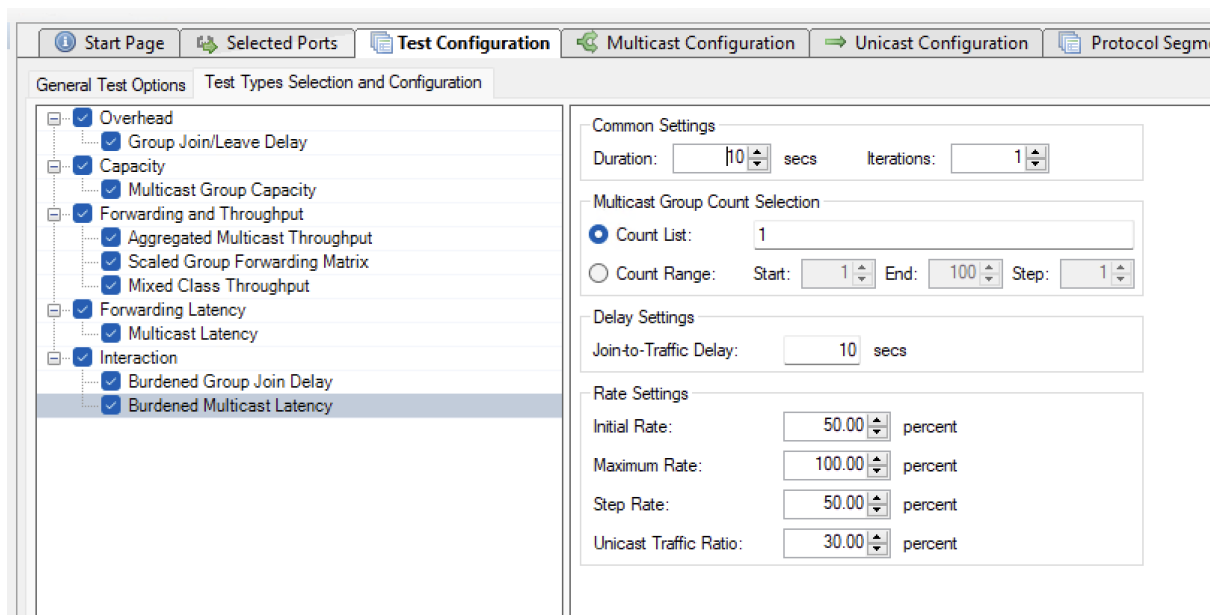 Start Page Selected Ports Test Configuration Multicast Configuration Unicast Configuration Protocol Segme
General Test Options Test Types Selection and Configuration
Overhead
Group Join/Leave Delay
Capacity
Multicast Group Capacity
Forwarding and Throughput
Aggregated Multicast Throughput
Scaled Group Forwarding Matrix
Mixed Class Throughput
Forwarding Latency
Multicast Latency
Interaction
Burdened Group Join Delay
Burdened Multicast Latency
Common Settings
Duration: 10 secs Iterations: 1
Multicast Group Count Selection
Count List: 1
Count Range: Start: 1 End: 100 Step: 1
Delay Settings
Join-to-Traffic Delay: 10 secs
Rate Settings
Initial Rate: 50.00 percent
Maximum Rate: 100.00 percent
Step Rate: 50.00 percent
Unicast Traffic Ratio: 30.00 percent